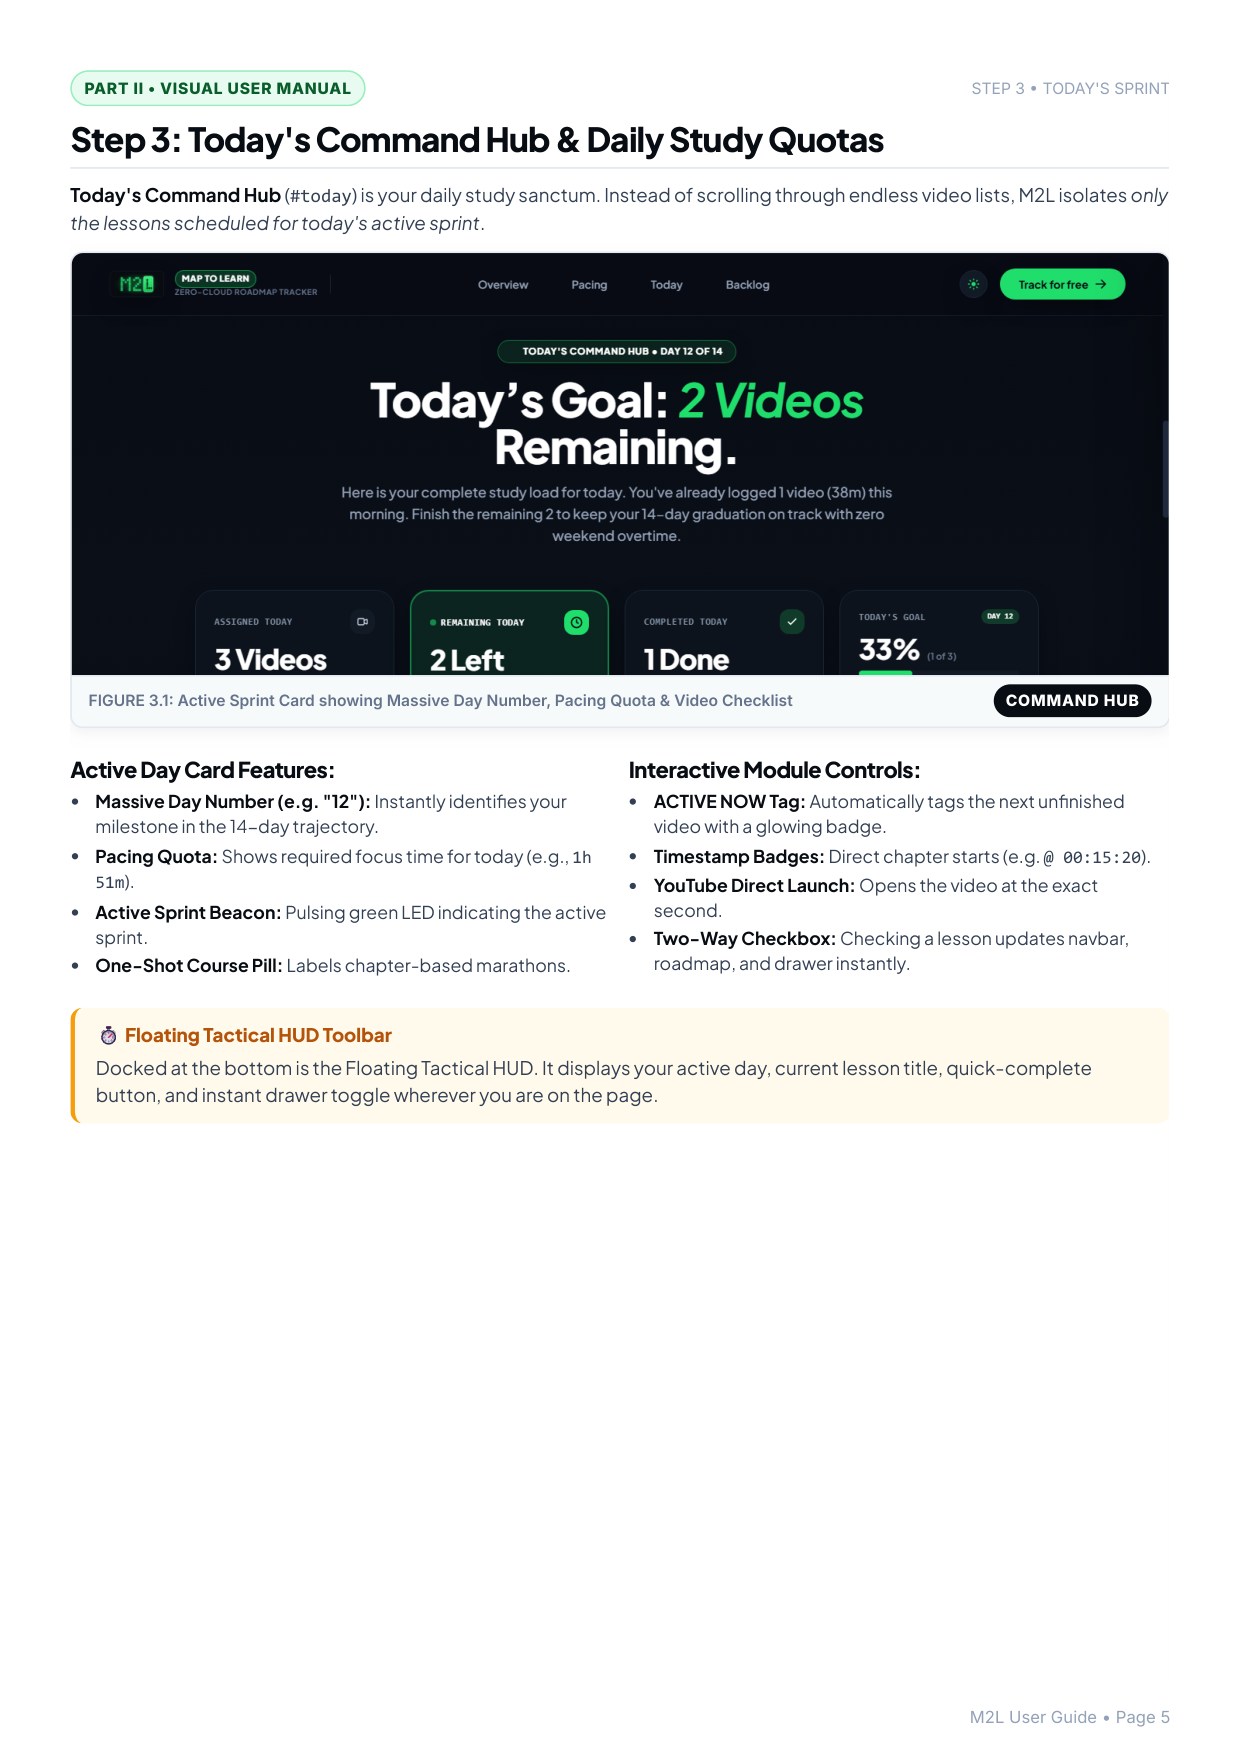 PART II • VISUAL USER MANUAL
STEP 3 • TODAY'S SPRINT
Step 3: Today's Command Hub & Daily Study Quotas
Today's Command Hub (#today) is your daily study sanctum. Instead of scrolling through endless video lists, M2L isolates only
the lessons scheduled for today's active sprint.
M2L
MAP TO LEARN
ZERO-CLOUD ROADMAP TRACKER
Overview Pacing Today Backlog
Track for free →
TODAY'S COMMAND HUB • DAY 12 OF 14
Today’s Goal: 2 Videos
Remaining.
Here is your complete study load for today. You've already logged 1 video (38m) this
morning. Finish the remaining 2 to keep your 14-day graduation on track with zero
weekend overtime.
ASSIGNED TODAY
3 Videos
REMAINING TODAY
2 Left
COMPLETED TODAY
1 Done
TODAY'S GOAL
DAY 12
33% (1 of 3)
FIGURE 3.1: Active Sprint Card showing Massive Day Number, Pacing Quota & Video Checklist
COMMAND HUB
Active Day Card Features:
• Massive Day Number (e.g. "12"): Instantly identifies your
milestone in the 14-day trajectory.
• Pacing Quota: Shows required focus time for today (e.g., 1h
51m).
• Active Sprint Beacon: Pulsing green LED indicating the active
sprint.
• One-Shot Course Pill: Labels chapter-based marathons.
Interactive Module Controls:
• ACTIVE NOW Tag: Automatically tags the next unfinished
video with a glowing badge.
• Timestamp Badges: Direct chapter starts (e.g. @ 00:15:20).
• YouTube Direct Launch: Opens the video at the exact
second.
• Two-Way Checkbox: Checking a lesson updates navbar,
roadmap, and drawer instantly.
⏱ Floating Tactical HUD Toolbar
Docked at the bottom is the Floating Tactical HUD. It displays your active day, current lesson title, quick-complete
button, and instant drawer toggle wherever you are on the page.
M2L User Guide • Page 5